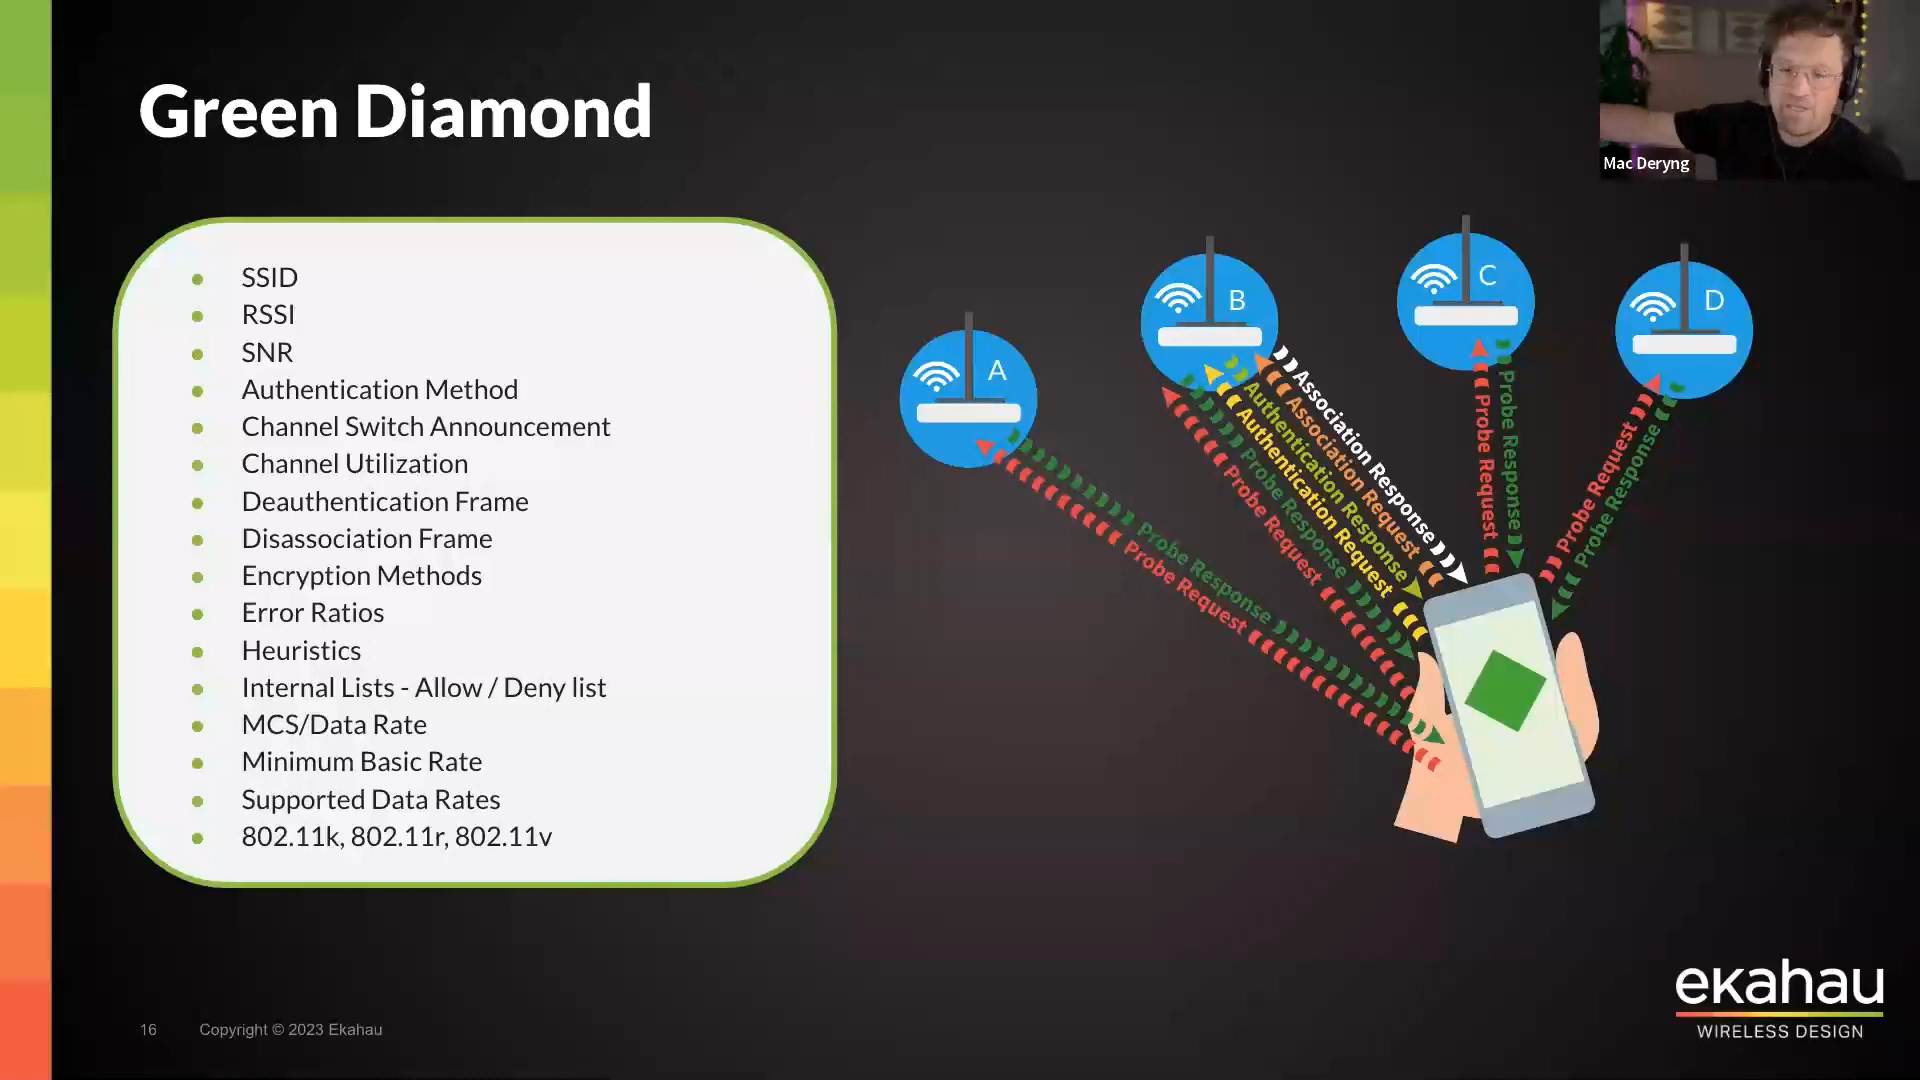 Green Diamond
Mac Deryng
SSID
RSSI
SNR
Authentication Method
Channel Switch Announcement
Channel Utilization
Deauthentication Frame
Disassociation Frame
Encryption Methods
Error Ratios
Heuristics
Internal Lists - Allow / Deny list
MCS/Data Rate
Minimum Basic Rate
Supported Data Rates
802.11k, 802.11r, 802.11v
A
B
C
D
Probe Response
Probe Request
Association Response
Association Request
Authentication Response
Authentication Request
Probe Response
Probe Request
Probe Request
Probe Response
Probe Request
Probe Response
16
Copyright © 2023 Ekahau
ekahau
WIRELESS DESIGN